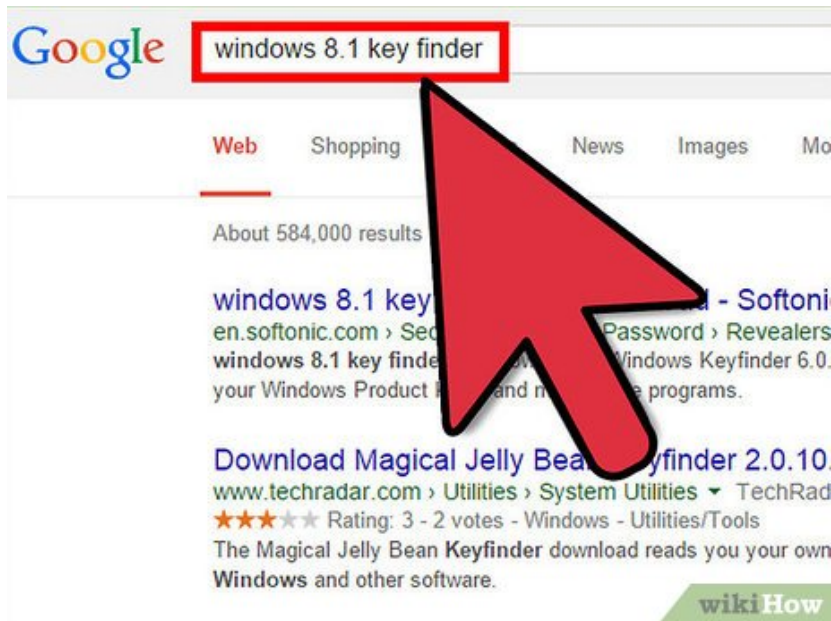 Google windows 8.1 key finder
Web Shopping News Images Mo
About 584,000 results
windows 8.1 key - Softoni
en.softonic.com › Sec Password › Revealers
windows 8.1 key finde Windows Keyfinder 6.0.
your Windows Product and programs.
Download Magical Jelly Bea yfinder 2.0.10.
www.techradar.com › Utilities › System Utilities ▾ TechRad
Rating: 3 - 2 votes - Windows - Utilities/Tools
The Magical Jelly Bean Keyfinder download reads you your own
Windows and other software.
wikiHow